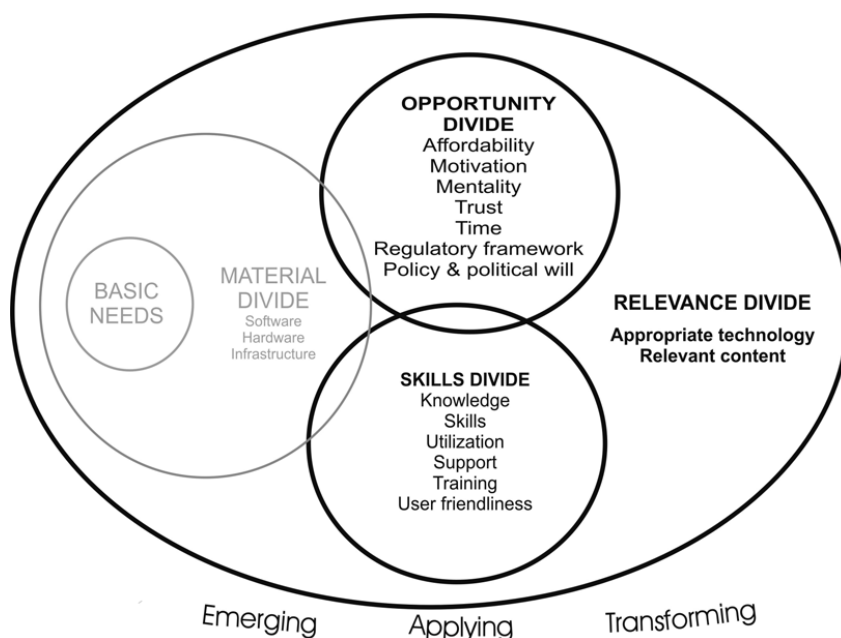 OPPORTUNITY
DIVIDE
Affordability
Motivation
Mentality
Trust
Time
Regulatory framework
Policy & political will
BASIC
NEEDS
MATERIAL
DIVIDE
Software
Hardware
Infrastructure
RELEVANCE DIVIDE
Appropriate technology
Relevant content
SKILLS DIVIDE
Knowledge
Skills
Utilization
Support
Training
User friendliness
Emerging
Applying
Transforming